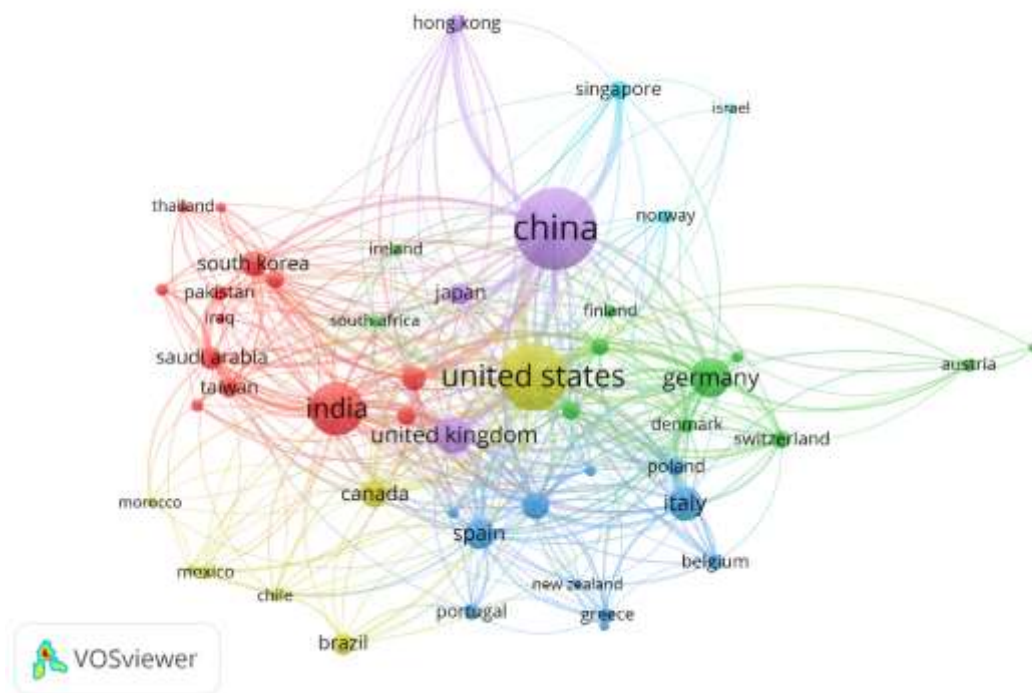 hong kong
singapore
israel
thailand
china
norway
ireland
south korea
pakistan
japan
iraq
south africa
finland
saudi arabia
taiwan
united states
germany
austria
india
united kingdom
denmark
switzerland
poland
canada
morocco
spain
italy
belgium
mexico
chile
new zealand
portugal
greece
brazil
VOSviewer